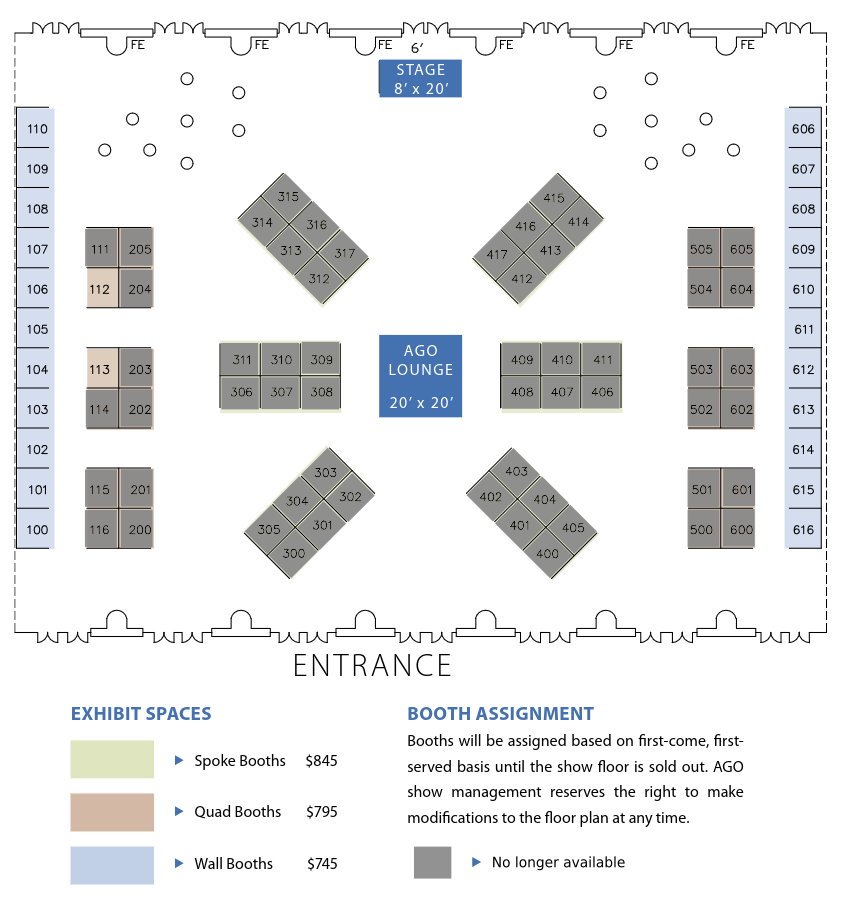 FE FE FE FE FE FE
6'
STAGE
8' x 20'
110 606
109 607
315 415
108 608
314 316 416 414
107 111 205 313 317 417 413 505 605 609
106 112 204 312 412 504 604 610
105 611
104 113 203 311 310 309 AGO 409 410 411 503 603 612
LOUNGE
306 307 308 408 407 406
103 114 202 20' x 20' 502 602 613
102 614
303 403
101 115 201 304 302 402 404 501 601 615
100 116 200 305 301 401 405 500 600 616
300 400
ENTRANCE
EXHIBIT SPACES
Spoke Booths $845
Quad Booths $795
Wall Booths $745
BOOTH ASSIGNMENT
Booths will be assigned based on first-come, first-
served basis until the show floor is sold out. AGO
show management reserves the right to make
modifications to the floor plan at any time.
No longer available